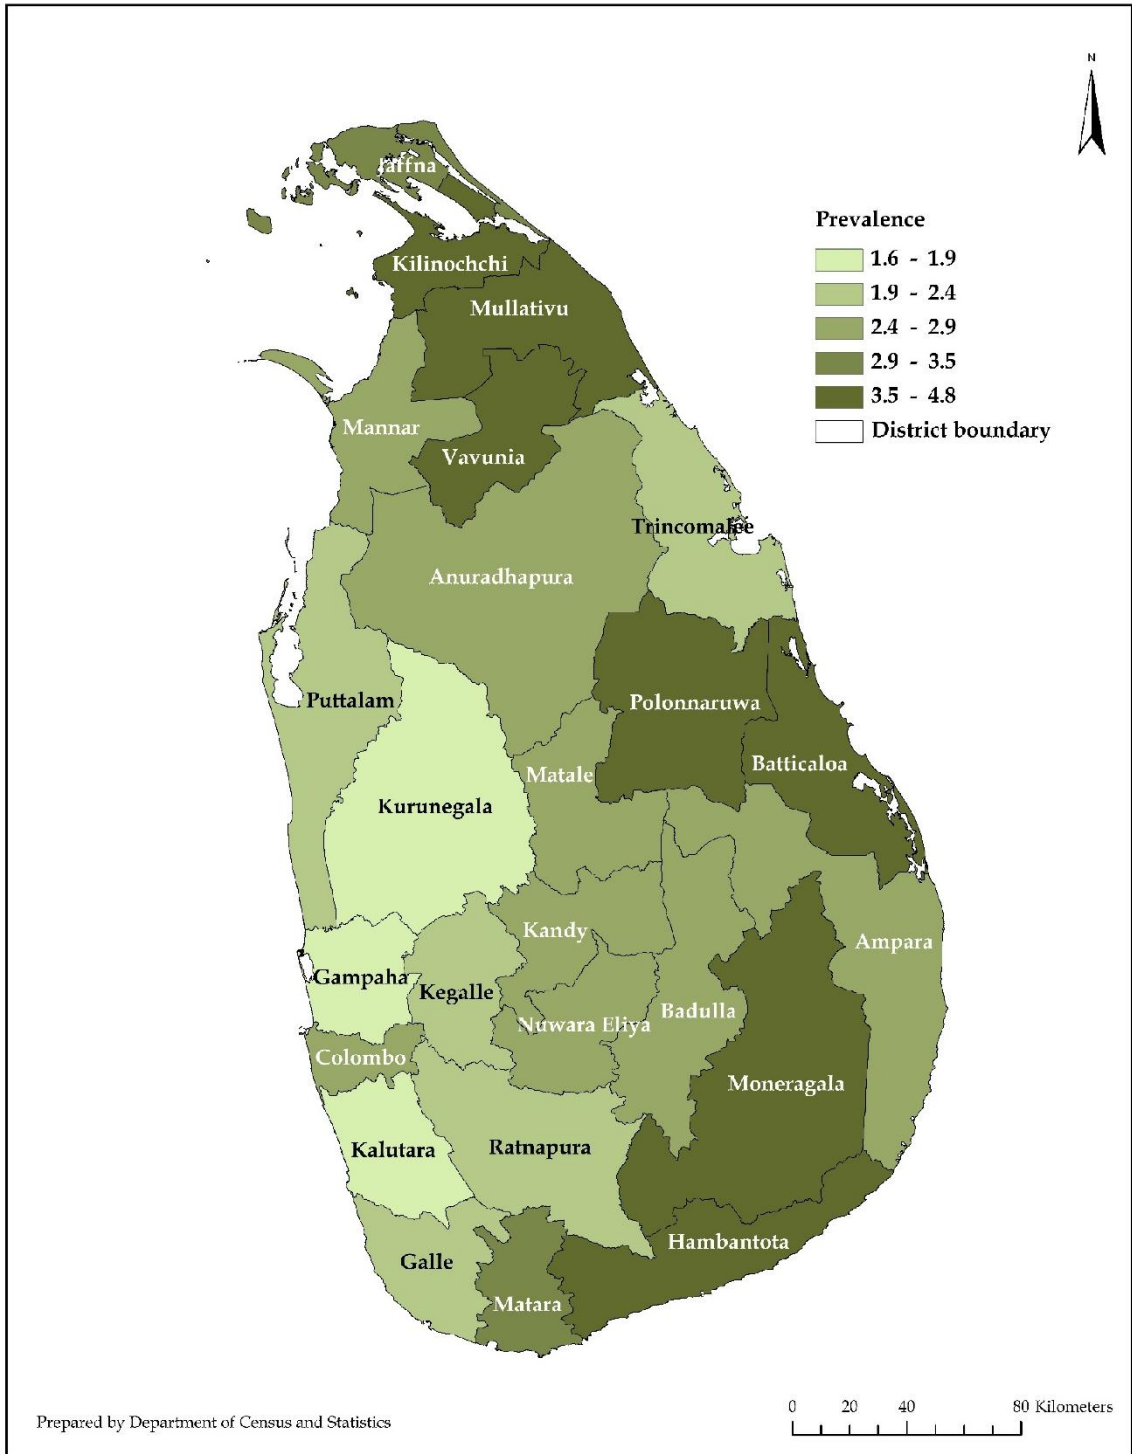 N
Jaffna
Prevalence
1.6 - 1.9
1.9 - 2.4
2.4 - 2.9
2.9 - 3.5
3.5 - 4.8
District boundary
Kilinochchi
Mullativu
Mannar
Vavunia
Trincomalee
Anuradhapura
Puttalam
Polonnaruwa
Batticaloa
Matale
Kurunegala
Kandy
Ampara
Gampaha
Kegalle
Badulla
Nuwara Eliya
Colombo
Moneragala
Kalutara
Ratnapura
Hambantota
Galle
Matara
0 20 40 80 Kilometers
Prepared by Department of Census and Statistics